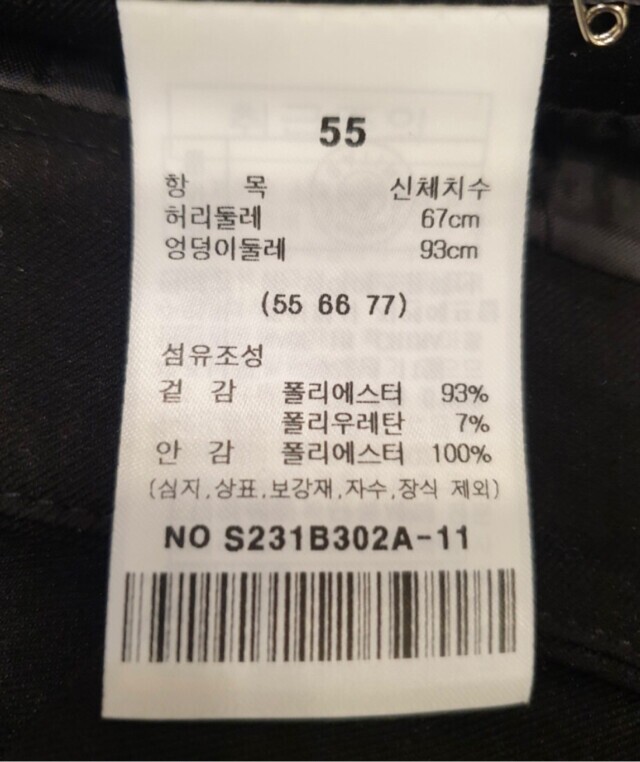 55
항 목 신체치수
허리둘레 67cm
엉덩이둘레 93cm
(55 66 77)
섬유조성
겉 감 폴리에스터 93%
폴리우레탄 7%
안 감 폴리에스터 100%
(심지,상표,보강재,자수,장식 제외)
NO S231B302A-11